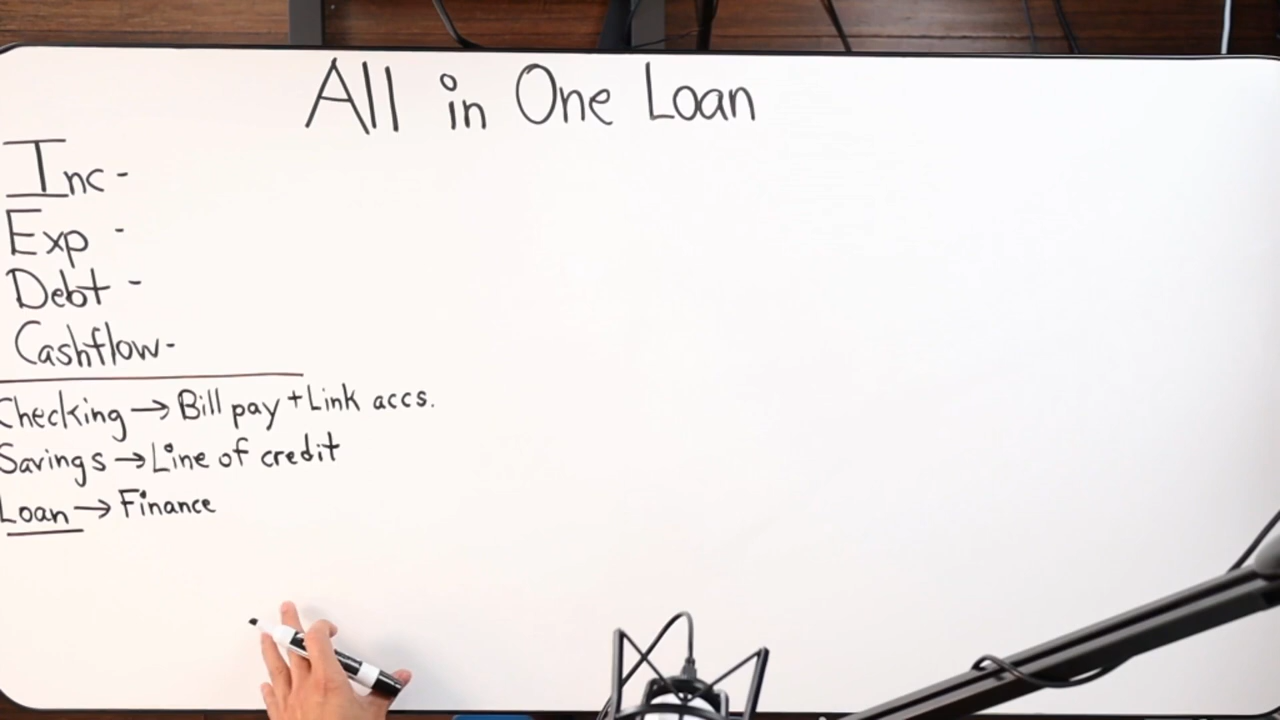 All in One Loan
Inc -
Exp -
Debt -
Cashflow -
Checking → Bill pay + Link accs.
Savings → Line of credit
Loan → Finance